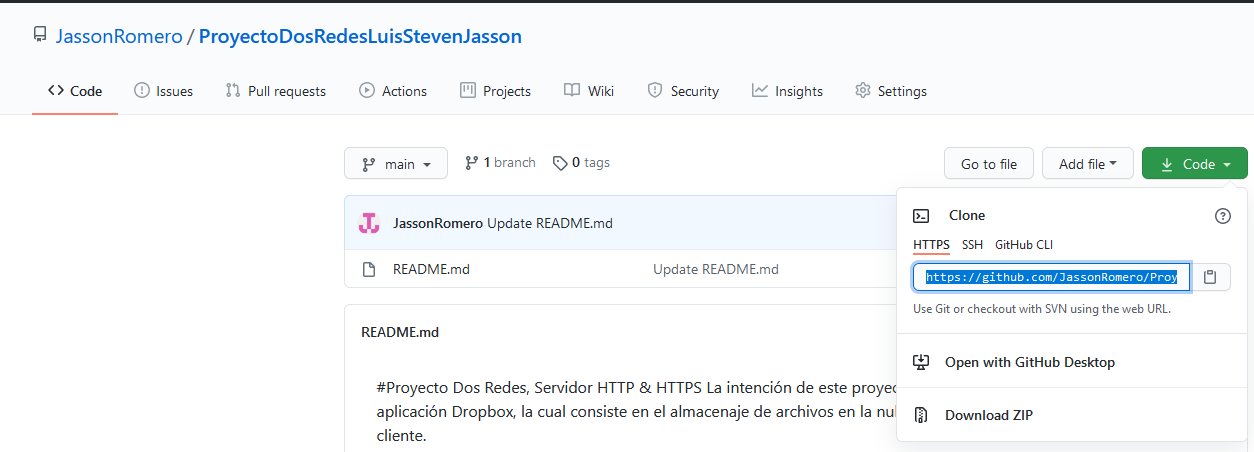 JassonRomero / ProyectoDosRedesLuisStevenJasson
Code Issues Pull requests Actions Projects Wiki Security Insights Settings
main 1 branch 0 tags Go to file Add file Code
JassonRomero Update README.md
README.md Update README.md
Clone
HTTPS SSH GitHub CLI
https://github.com/JassonRomero/Proy
Use Git or checkout with SVN using the web URL.
Open with GitHub Desktop
Download ZIP
README.md
#Proyecto Dos Redes, Servidor HTTP & HTTPS La intención de este proyec
aplicación Dropbox, la cual consiste en el almacenaje de archivos en la nu
cliente.